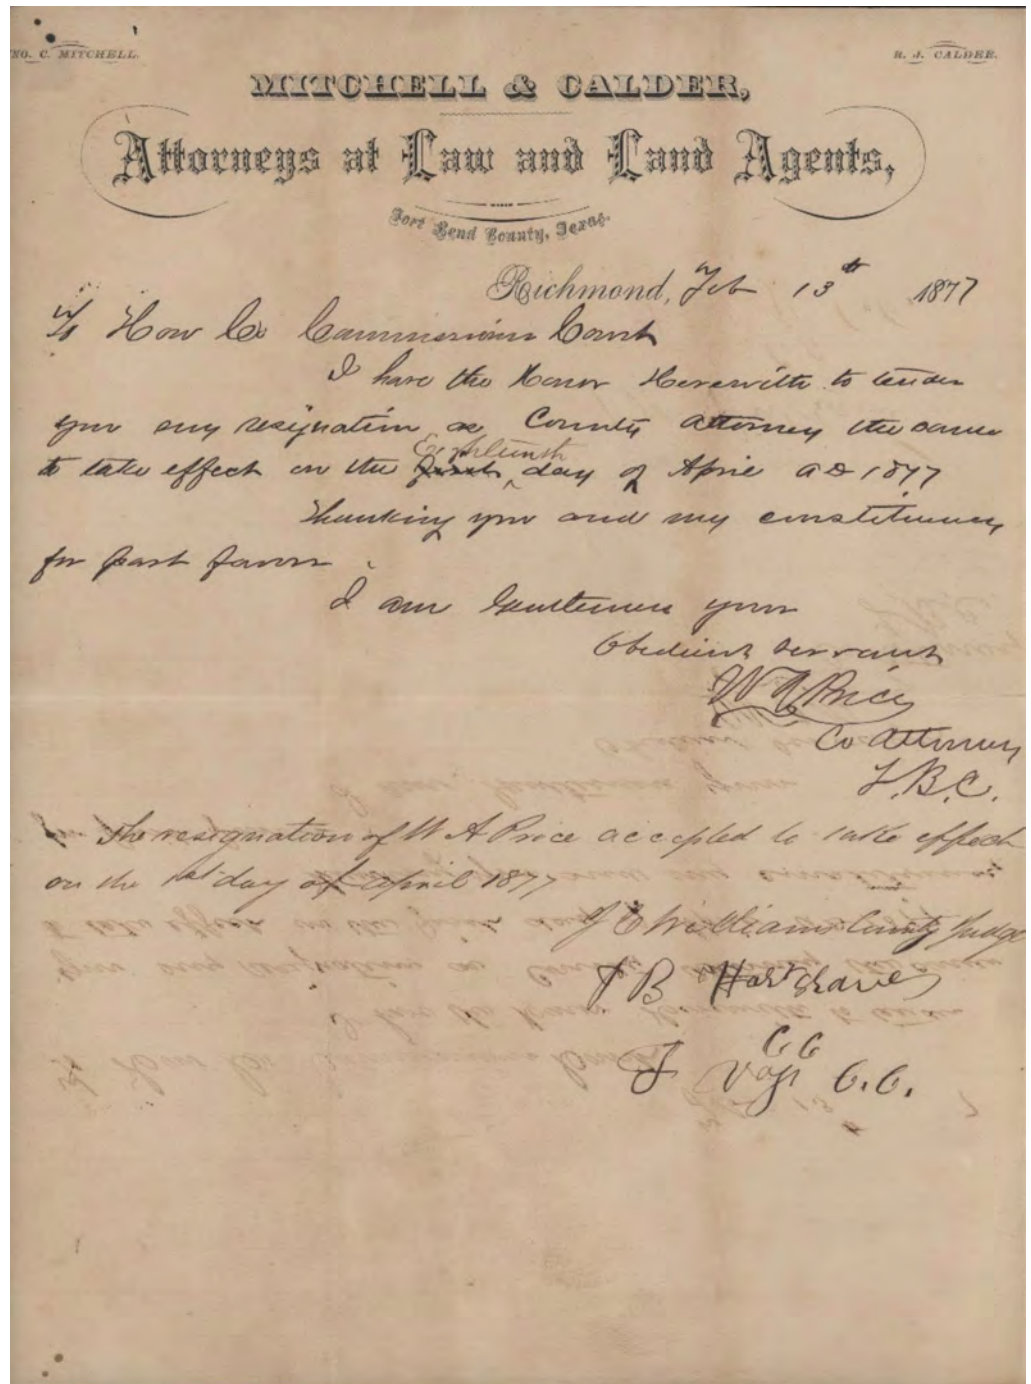 NO. C. MITCHELL.
R. J. CALDER.
MITCHELL & CALDER,
Attorneys at Law and Land Agents,
Fort Bend County, Texas.
Richmond, Feb 13th 1877
To Hon Co Commissioners Court
I have the Honor Herewith to tender
you my resignation as County Attorney the same
Eighteenth
to take effect on the first day of April AD 1877
Thanking you and my constituency
for past favors
I am Gentlemen your
Obedient Servant
W A Price
Co Attorney
F.B.C.
The resignation of W A Price accepted to take effect
on the 1st day of April 1877
Williams County Judge
J B Hargraves
C C
C.C.